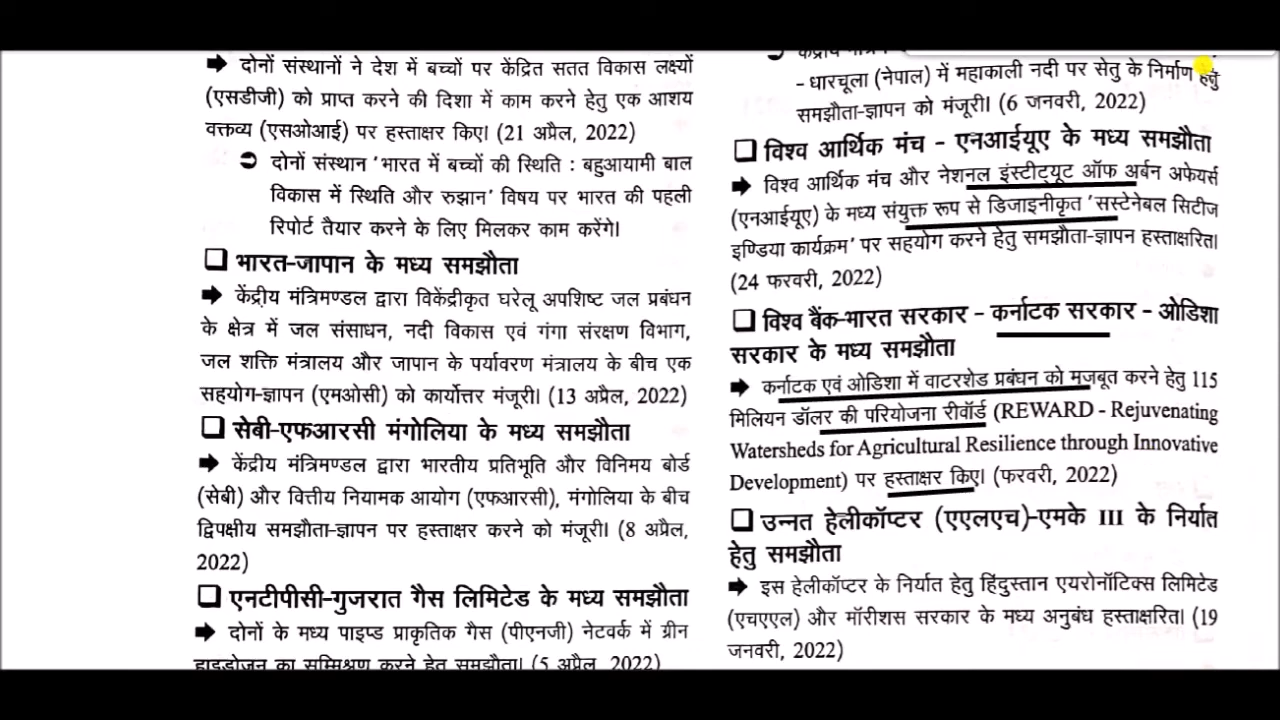 ➡ दोनों संस्थानों ने देश में बच्चों पर केंद्रित सतत विकास लक्ष्यों
(एसडीजी) को प्राप्त करने की दिशा में काम करने हेतु एक आशय
वक्तव्य (एसओआई) पर हस्ताक्षर किए। (21 अप्रैल, 2022)
➲ दोनों संस्थान 'भारत में बच्चों की स्थिति : बहुआयामी बाल
विकास में स्थिति और रुझान' विषय पर भारत की पहली
रिपोर्ट तैयार करने के लिए मिलकर काम करेंगे।
❑ भारत-जापान के मध्य समझौता
➡ केंद्रीय मंत्रिमण्डल द्वारा विकेंद्रीकृत घरेलू अपशिष्ट जल प्रबंधन
के क्षेत्र में जल संसाधन, नदी विकास एवं गंगा संरक्षण विभाग,
जल शक्ति मंत्रालय और जापान के पर्यावरण मंत्रालय के बीच एक
सहयोग-ज्ञापन (एमओसी) को कार्योत्तर मंजूरी। (13 अप्रैल, 2022)
❑ सेबी-एफआरसी मंगोलिया के मध्य समझौता
➡ केंद्रीय मंत्रिमण्डल द्वारा भारतीय प्रतिभूति और विनिमय बोर्ड
(सेबी) और वित्तीय नियामक आयोग (एफआरसी), मंगोलिया के बीच
द्विपक्षीय समझौता-ज्ञापन पर हस्ताक्षर करने को मंजूरी। (8 अप्रैल,
2022)
❑ एनटीपीसी-गुजरात गैस लिमिटेड के मध्य समझौता
➡ दोनों के मध्य पाइप्ड प्राकृतिक गैस (पीएनजी) नेटवर्क में ग्रीन
हाइड्रोजन का सम्मिश्रण करने हेतु समझौता। (5 अप्रैल, 2022)
केंद्रीय
- धारचूला (नेपाल) में महाकाली नदी पर सेतु के निर्माण हेतु
समझौता-ज्ञापन को मंजूरी। (6 जनवरी, 2022)
❑ विश्व आर्थिक मंच - एनआईयूए के मध्य समझौता
➡ विश्व आर्थिक मंच और नेशनल इंस्टीट्यूट ऑफ अर्बन अफेयर्स
(एनआईयूए) के मध्य संयुक्त रूप से डिजाइनीकृत 'सस्टेनेबल सिटीज
इण्डिया कार्यक्रम' पर सहयोग करने हेतु समझौता-ज्ञापन हस्ताक्षरित।
(24 फरवरी, 2022)
❑ विश्व बैंक-भारत सरकार - कर्नाटक सरकार - ओडिशा
सरकार के मध्य समझौता
➡ कर्नाटक एवं ओडिशा में वाटरशेड प्रबंधन को मजबूत करने हेतु 115
मिलियन डॉलर की परियोजना रीवॉर्ड (REWARD - Rejuvenating
Watersheds for Agricultural Resilience through Innovative
Development) पर हस्ताक्षर किए। (फरवरी, 2022)
❑ उन्नत हेलीकॉप्टर (एएलएच)-एमके III के निर्यात
हेतु समझौता
➡ इस हेलीकॉप्टर के निर्यात हेतु हिंदुस्तान एयरोनॉटिक्स लिमिटेड
(एचएएल) और मॉरीशस सरकार के मध्य अनुबंध हस्ताक्षरित। (19
जनवरी, 2022)